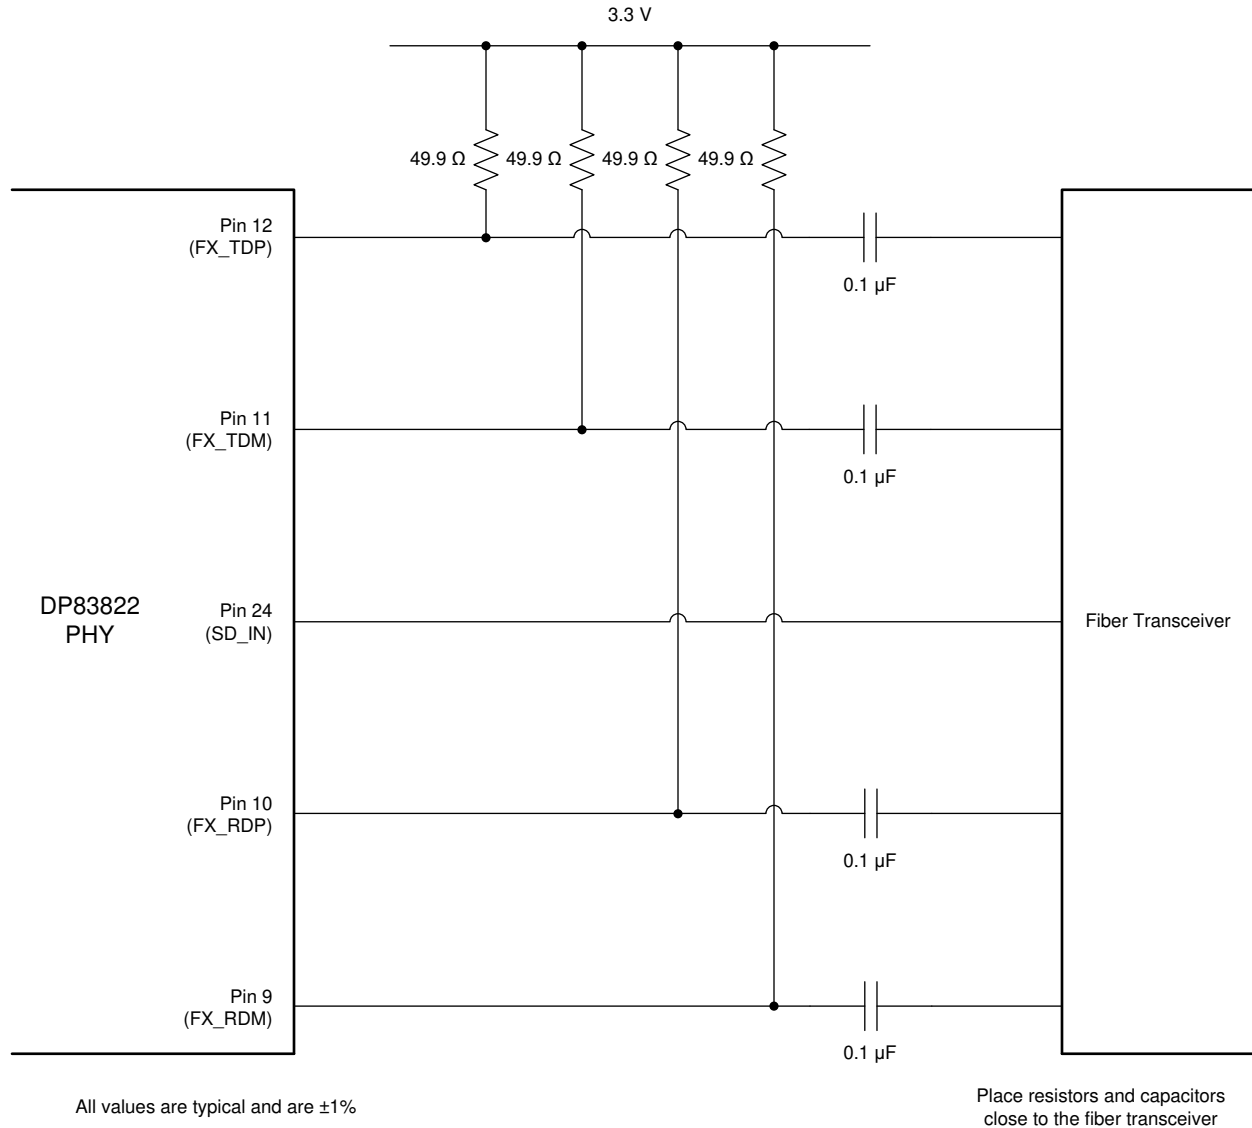 3.3 V
49.9 Ω 49.9 Ω 49.9 Ω 49.9 Ω
Pin 12
(FX_TDP)
0.1 µF
Pin 11
(FX_TDM)
0.1 µF
DP83822
PHY
Pin 24
(SD_IN)
Fiber Transceiver
Pin 10
(FX_RDP)
0.1 µF
Pin 9
(FX_RDM)
0.1 µF
All values are typical and are ±1%
Place resistors and capacitors
close to the fiber transceiver